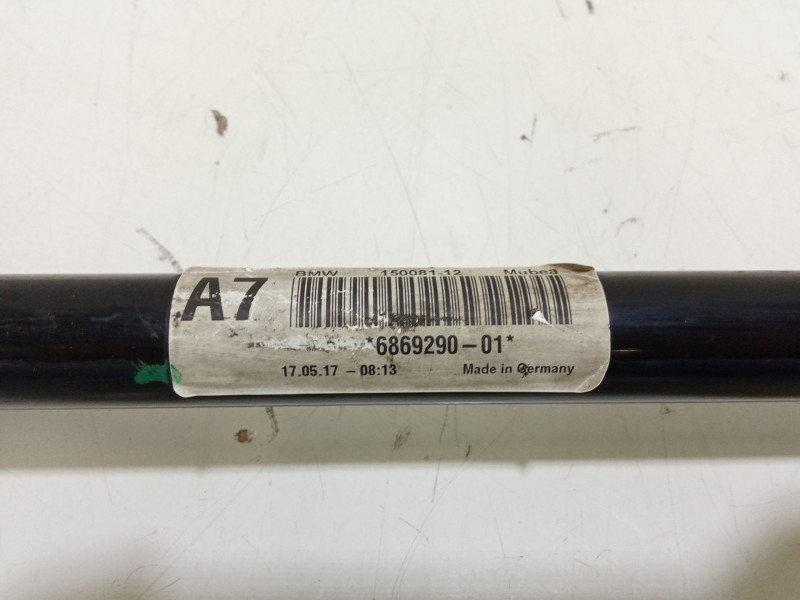 A7
BMW 150081-12 Mubea
*6869290-01*
17.05.17 - 08:13 Made in Germany